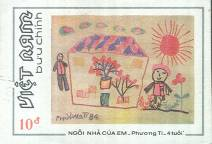 VIỆT NAM
bưu chính
10đ
NGÔI NHÀ CỦA EM _ Phương Ti _ 4 tuổi